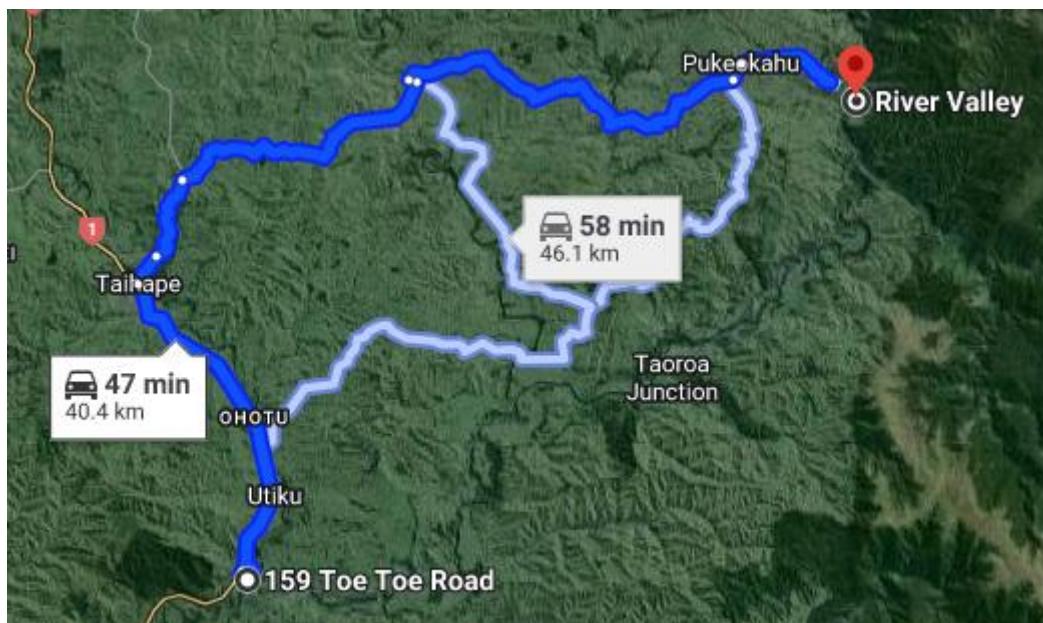 Pukeokahu
River Valley
58 min
46.1 km
1
Taihape
47 min
40.4 km
Taoroa
Junction
OHOTU
Utiku
159 Toe Toe Road